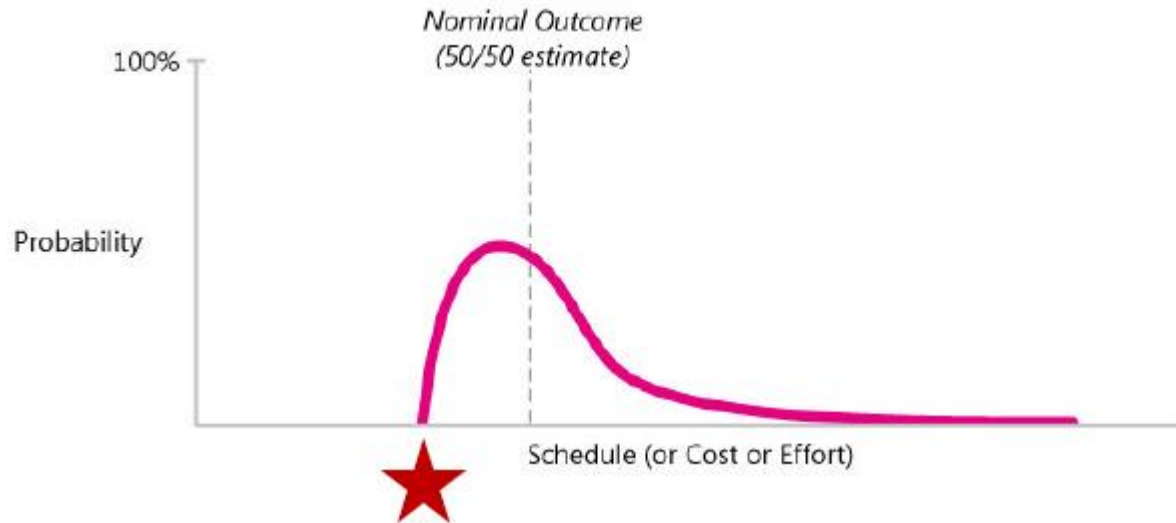 Nominal Outcome
(50/50 estimate)
100%
Probability
Schedule (or Cost or Effort)